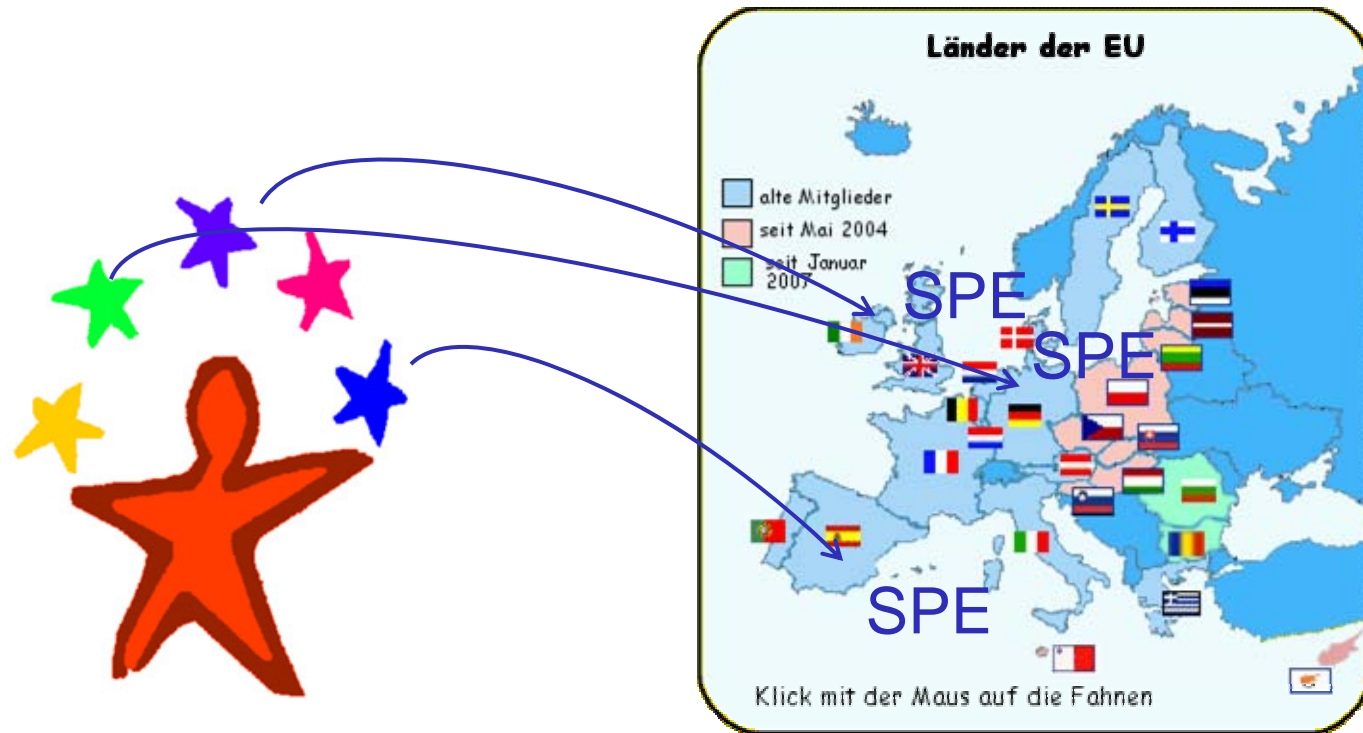 Länder der EU
alte Mitglieder
seit Mai 2004
seit Januar
2007
SPE
SPE
SPE
Klick mit der Maus auf die Fahnen